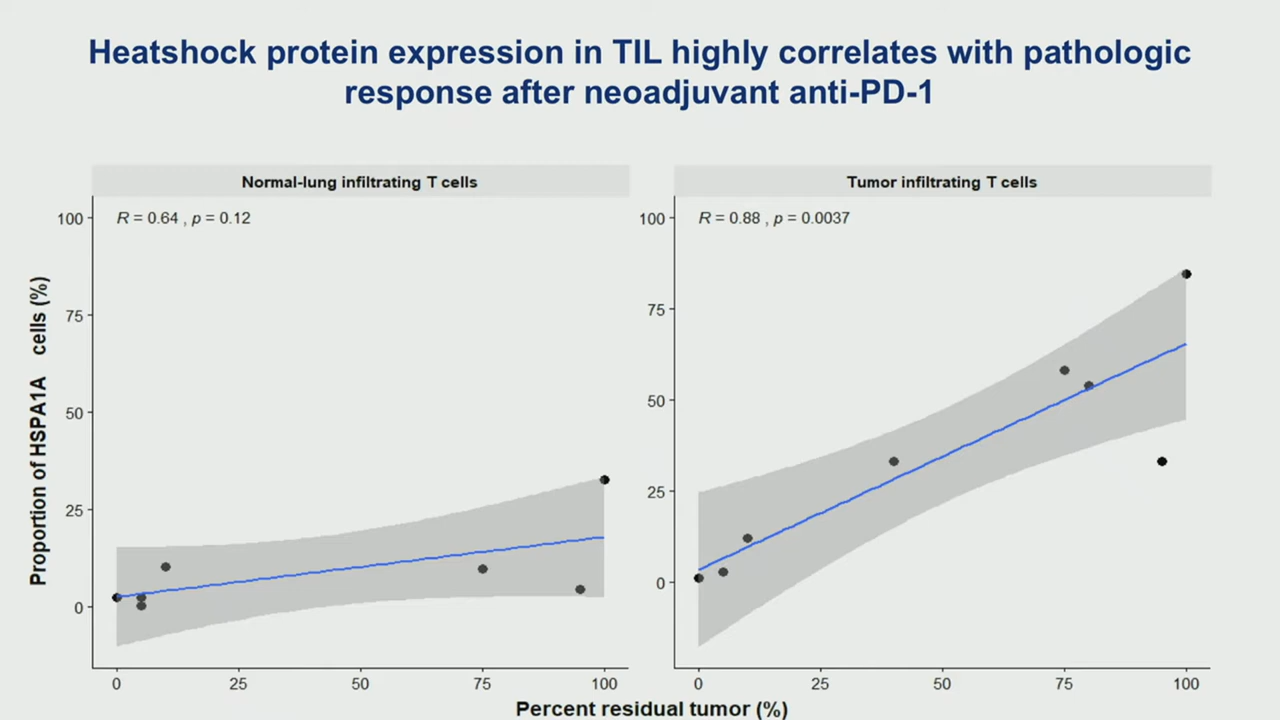 Heatshock protein expression in TIL highly correlates with pathologic
response after neoadjuvant anti-PD-1
Normal-lung infiltrating T cells
R = 0.64 , p = 0.12
100
75
50
25
0
0 25 50 75 100
Tumor infiltrating T cells
R = 0.88 , p = 0.0037
100
75
50
25
0
0 25 50 75 100
Proportion of HSPA1A cells (%)
Percent residual tumor (%)